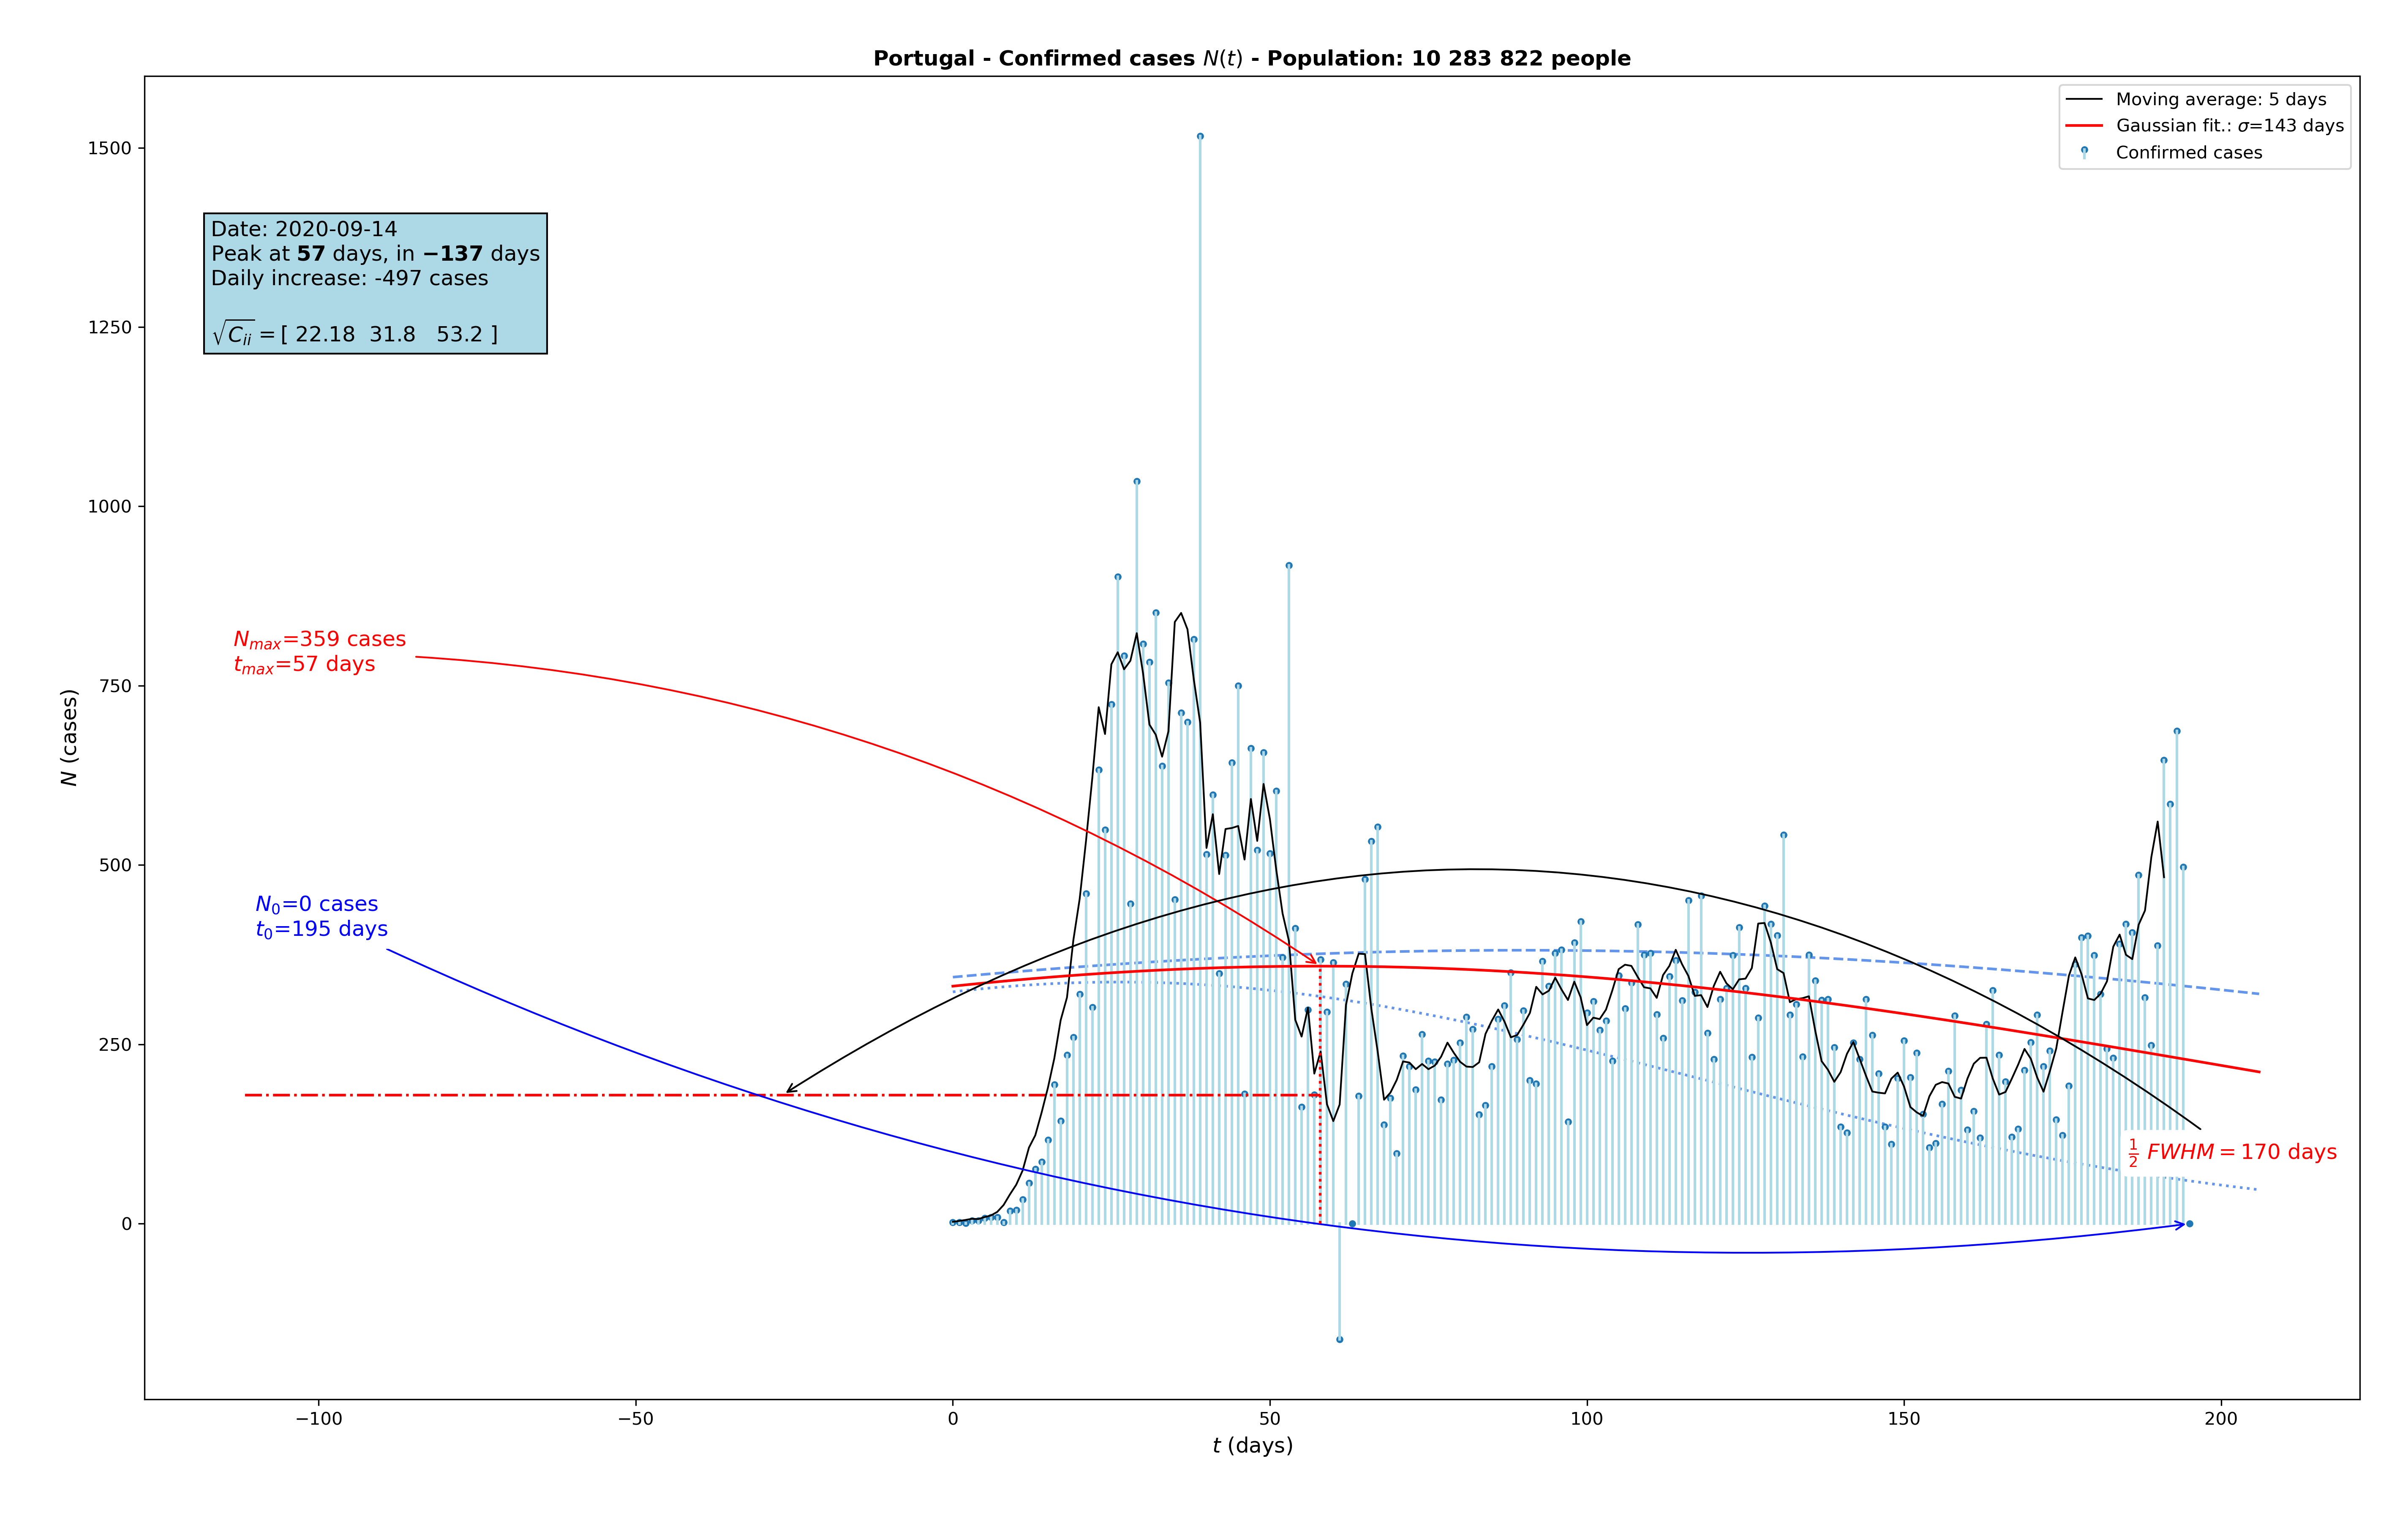 Portugal - Confirmed cases N(t) - Population: 10 283 822 people
Moving average: 5 days
Gaussian fit.: σ=143 days
Confirmed cases
Date: 2020-09-14
Peak at 57 days, in −137 days
Daily increase: -497 cases
√Cᵢᵢ = [ 22.18 31.8 53.2 ]
N_max=359 cases
t_max=57 days
N₀=0 cases
t₀=195 days
½ FWHM = 170 days
N (cases)
1500
1250
1000
750
500
250
0
−100 −50 0 50 100 150 200
t (days)